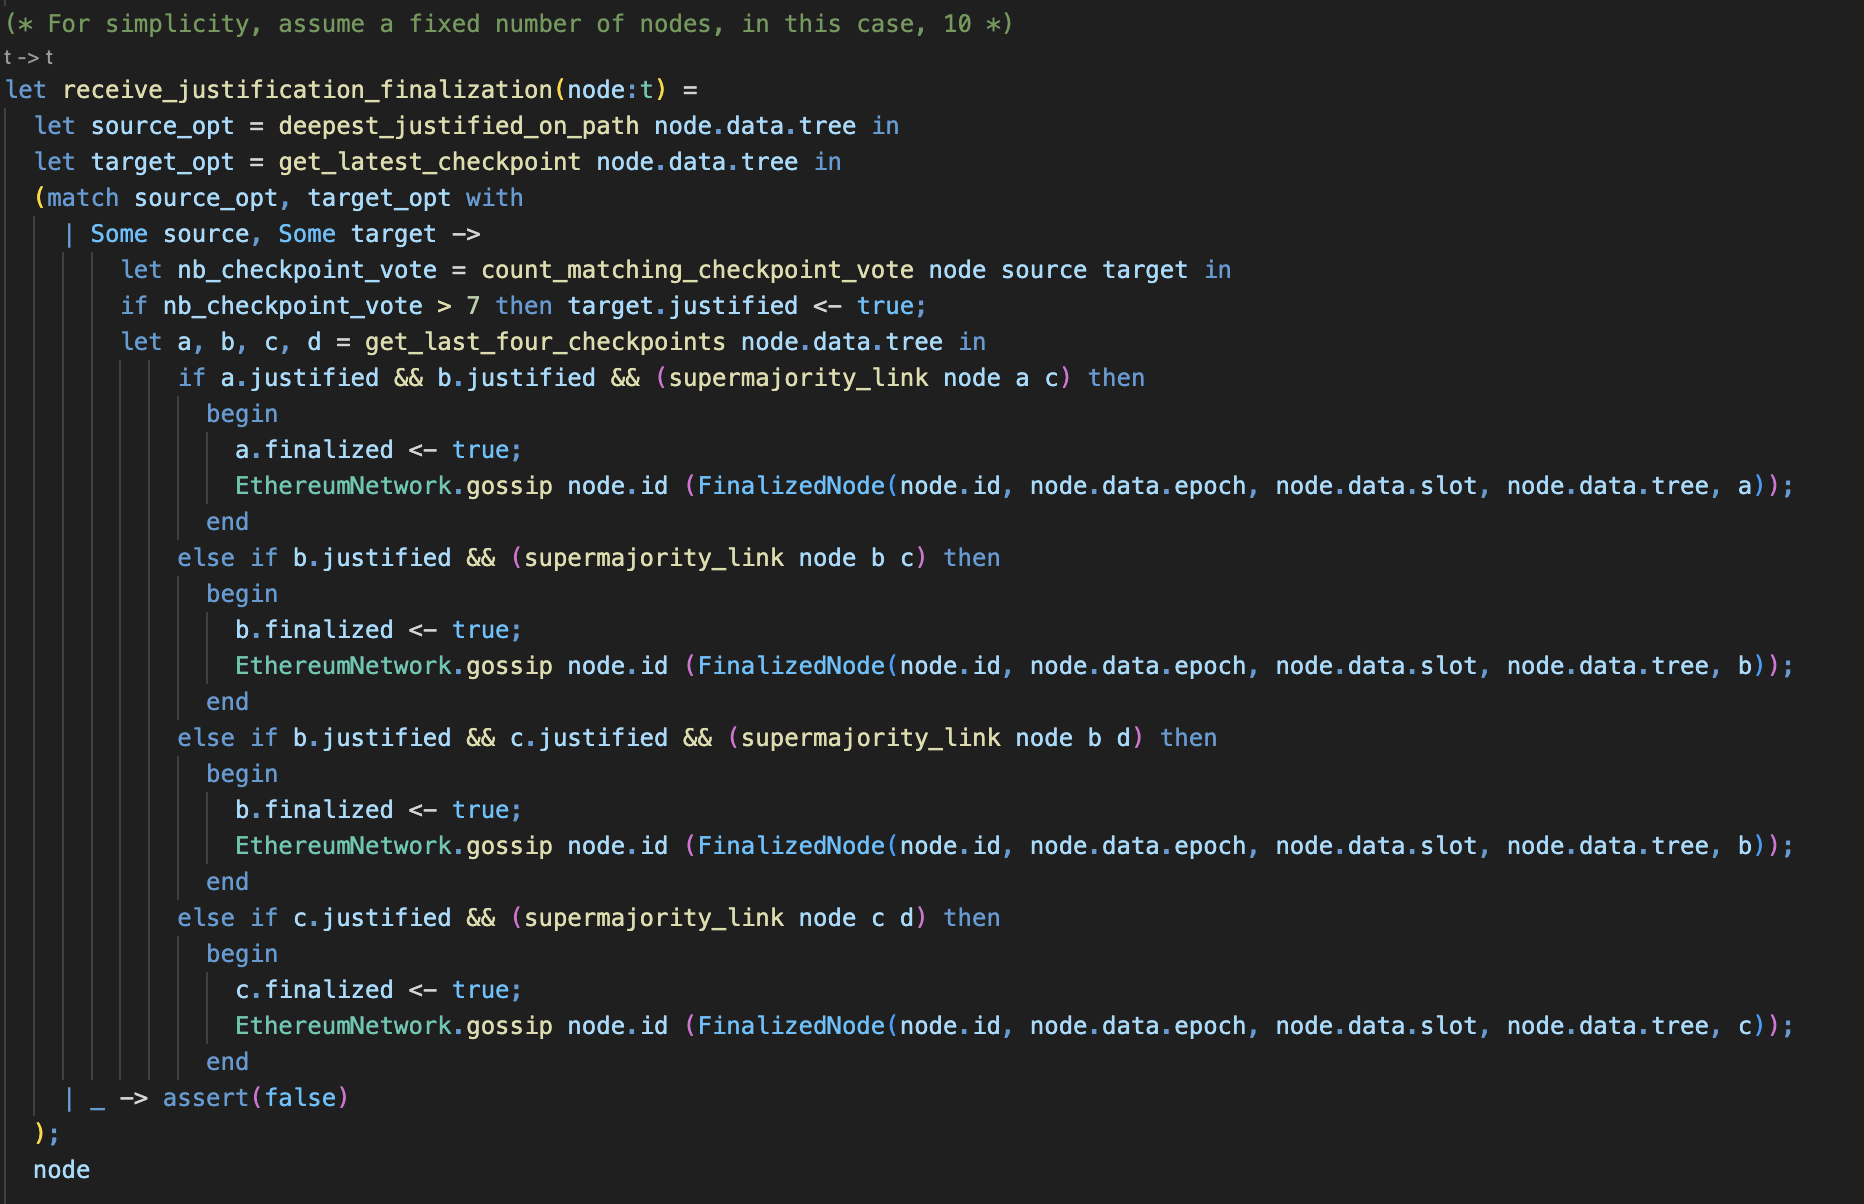 (* For simplicity, assume a fixed number of nodes, in this case, 10 *)
t -> t
let receive_justification_finalization(node:t) =
  let source_opt = deepest_justified_on_path node.data.tree in
  let target_opt = get_latest_checkpoint node.data.tree in
  (match source_opt, target_opt with
    | Some source, Some target ->
        let nb_checkpoint_vote = count_matching_checkpoint_vote node source target in
        if nb_checkpoint_vote > 7 then target.justified <- true;
        let a, b, c, d = get_last_four_checkpoints node.data.tree in
            if a.justified && b.justified && (supermajority_link node a c) then
              begin
                a.finalized <- true;
                EthereumNetwork.gossip node.id (FinalizedNode(node.id, node.data.epoch, node.data.slot, node.data.tree, a));
              end
            else if b.justified && (supermajority_link node b c) then
              begin
                b.finalized <- true;
                EthereumNetwork.gossip node.id (FinalizedNode(node.id, node.data.epoch, node.data.slot, node.data.tree, b));
              end
            else if b.justified && c.justified && (supermajority_link node b d) then
              begin
                b.finalized <- true;
                EthereumNetwork.gossip node.id (FinalizedNode(node.id, node.data.epoch, node.data.slot, node.data.tree, b));
              end
            else if c.justified && (supermajority_link node c d) then
              begin
                c.finalized <- true;
                EthereumNetwork.gossip node.id (FinalizedNode(node.id, node.data.epoch, node.data.slot, node.data.tree, c));
              end
    | _ -> assert(false)
  );
  node